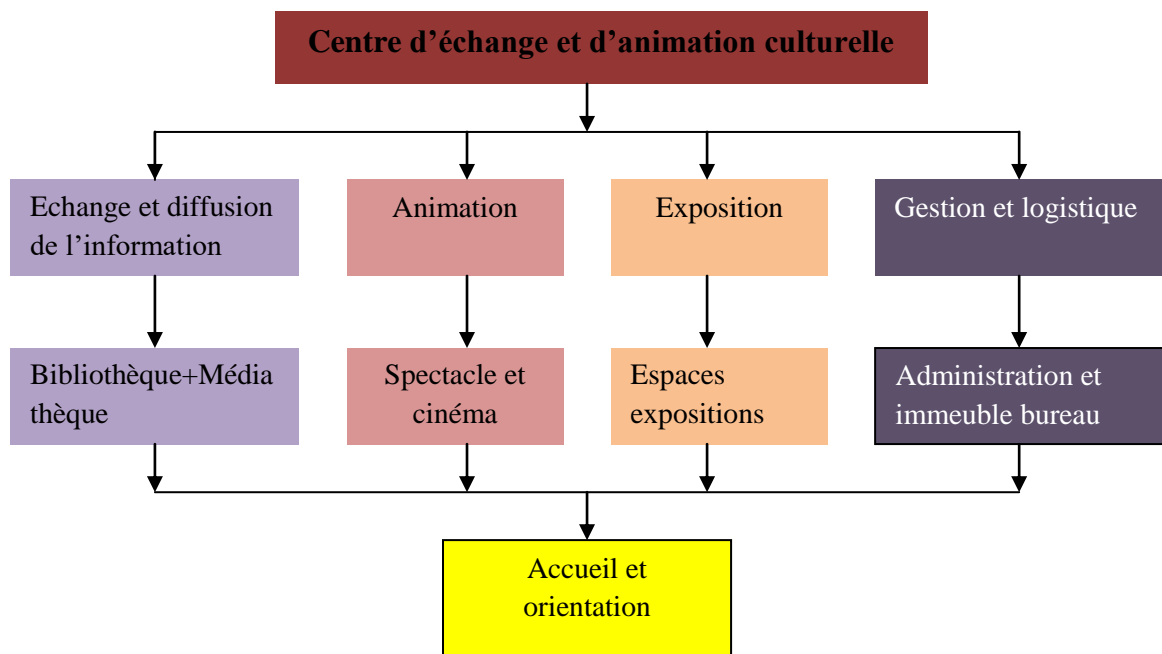 Centre d’échange et d’animation culturelle
Echange et diffusion
de l’information
Animation
Exposition
Gestion et logistique
Bibliothèque+Média
thèque
Spectacle et
cinéma
Espaces
expositions
Administration et
immeuble bureau
Accueil et
orientation